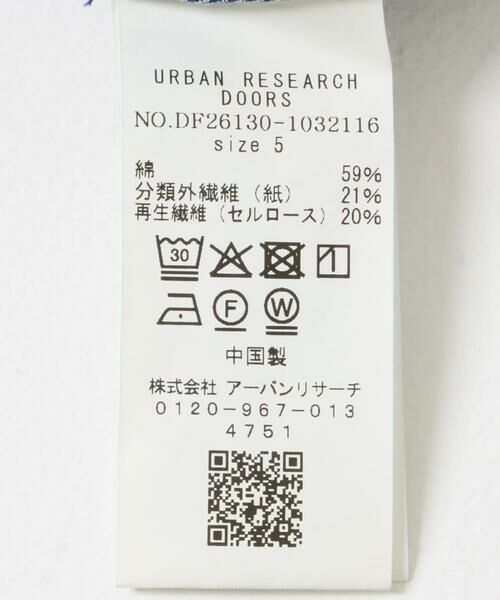 URBAN RESEARCH
DOORS
NO.DF26130-1032116
size 5
綿 59%
分類外繊維（紙） 21%
再生繊維（セルロース） 20%
30
F W
中国製
株式会社 アーバンリサーチ
0120-967-013
4751